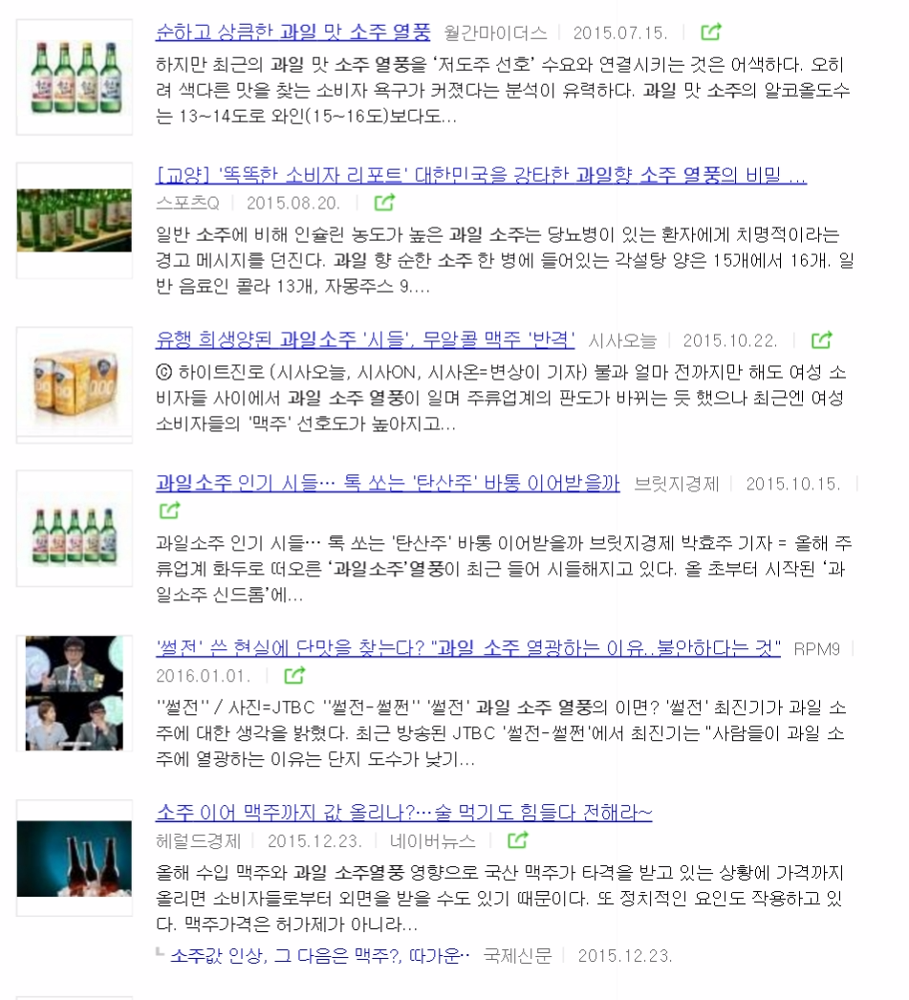 순하고 상큼한 과일 맛 소주 열풍 월간마이더스 2015.07.15.
하지만 최근의 과일 맛 소주 열풍을 ‘저도주 선호’ 수요와 연결시키는 것은 어색하다. 오히
려 색다른 맛을 찾는 소비자 욕구가 커졌다는 분석이 유력하다. 과일 맛 소주의 알코올도수
는 13~14도로 와인(15~16도)보다도...
[교양] '똑똑한 소비자 리포트' 대한민국을 강타한 과일향 소주 열풍의 비밀 ...
스포츠Q 2015.08.20.
일반 소주에 비해 인슐린 농도가 높은 과일 소주는 당뇨병이 있는 환자에게 치명적이라는
경고 메시지를 던진다. 과일 향 순한 소주 한 병에 들어있는 각설탕 양은 15개에서 16개. 일
반 음료인 콜라 13개, 자몽주스 9....
유행 희생양된 과일소주 '시들', 무알콜 맥주 '반격' 시사오늘 2015.10.22.
ⓒ 하이트진로 (시사오늘, 시사ON, 시사온=변상이 기자) 불과 얼마 전까지만 해도 여성 소
비자들 사이에서 과일 소주 열풍이 일며 주류업계의 판도가 바뀌는 듯 했으나 최근엔 여성
소비자들의 '맥주' 선호도가 높아지고...
과일소주 인기 시들… 톡 쏘는 '탄산주' 바통 이어받을까 브릿지경제 2015.10.15.
과일소주 인기 시들… 톡 쏘는 '탄산주' 바통 이어받을까 브릿지경제 박효주 기자 = 올해 주
류업계 화두로 떠오른 ‘과일소주’열풍이 최근 들어 시들해지고 있다. 올 초부터 시작된 ‘과
일소주 신드롬’에...
'썰전' 쓴 현실에 단맛을 찾는다? "과일 소주 열광하는 이유..불안하다는 것" RPM9
2016.01.01.
''썰전'' / 사진=JTBC ''썰전-썰쩐'' '썰전' 과일 소주 열풍의 이면? '썰전' 최진기가 과일 소
주에 대한 생각을 밝혔다. 최근 방송된 JTBC '썰전-썰쩐'에서 최진기는 "사람들이 과일 소
주에 열광하는 이유는 단지 도수가 낮기...
소주 이어 맥주까지 값 올리나?…술 먹기도 힘들다 전해라~
헤럴드경제 2015.12.23. 네이버뉴스
올해 수입 맥주와 과일 소주열풍 영향으로 국산 맥주가 타격을 받고 있는 상황에 가격까지
올리면 소비자들로부터 외면을 받을 수도 있기 때문이다. 또 정치적인 요인도 작용하고 있
다. 맥주가격은 허가제가 아니라...
소주값 인상, 그 다음은 맥주?, 따가운·· 국제신문 2015.12.23.